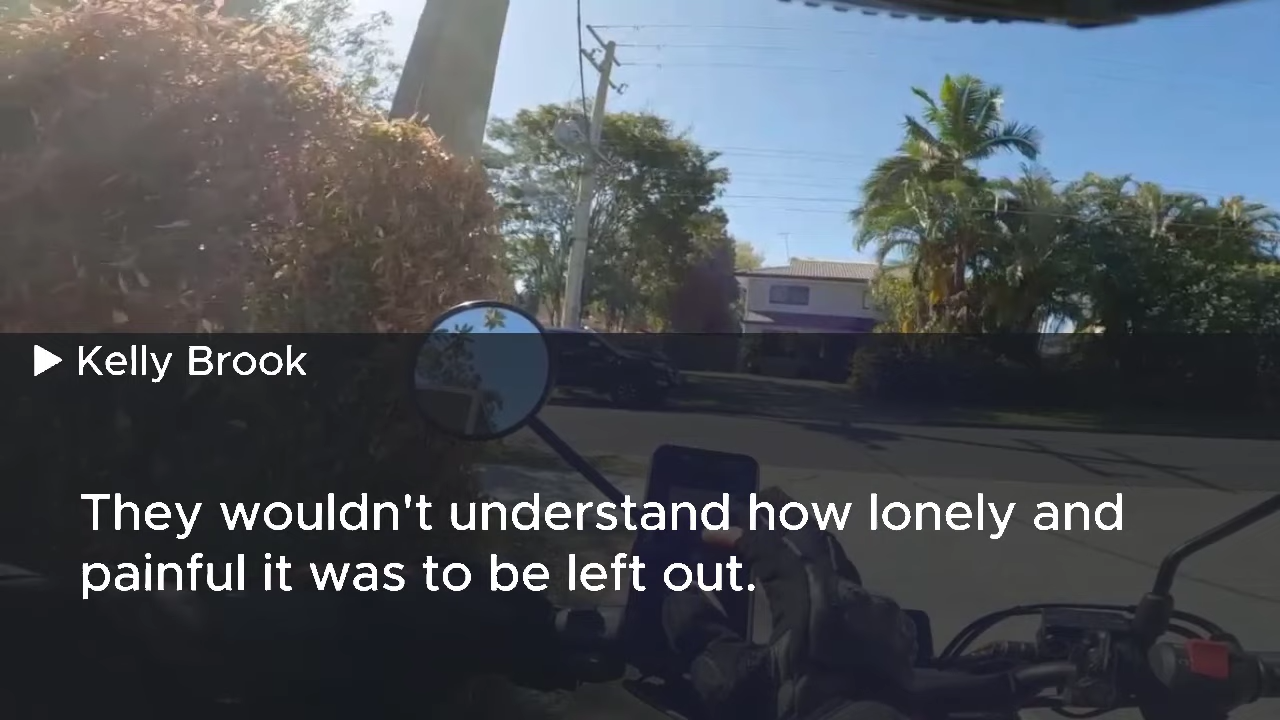 Kelly Brook
They wouldn't understand how lonely and
painful it was to be left out.